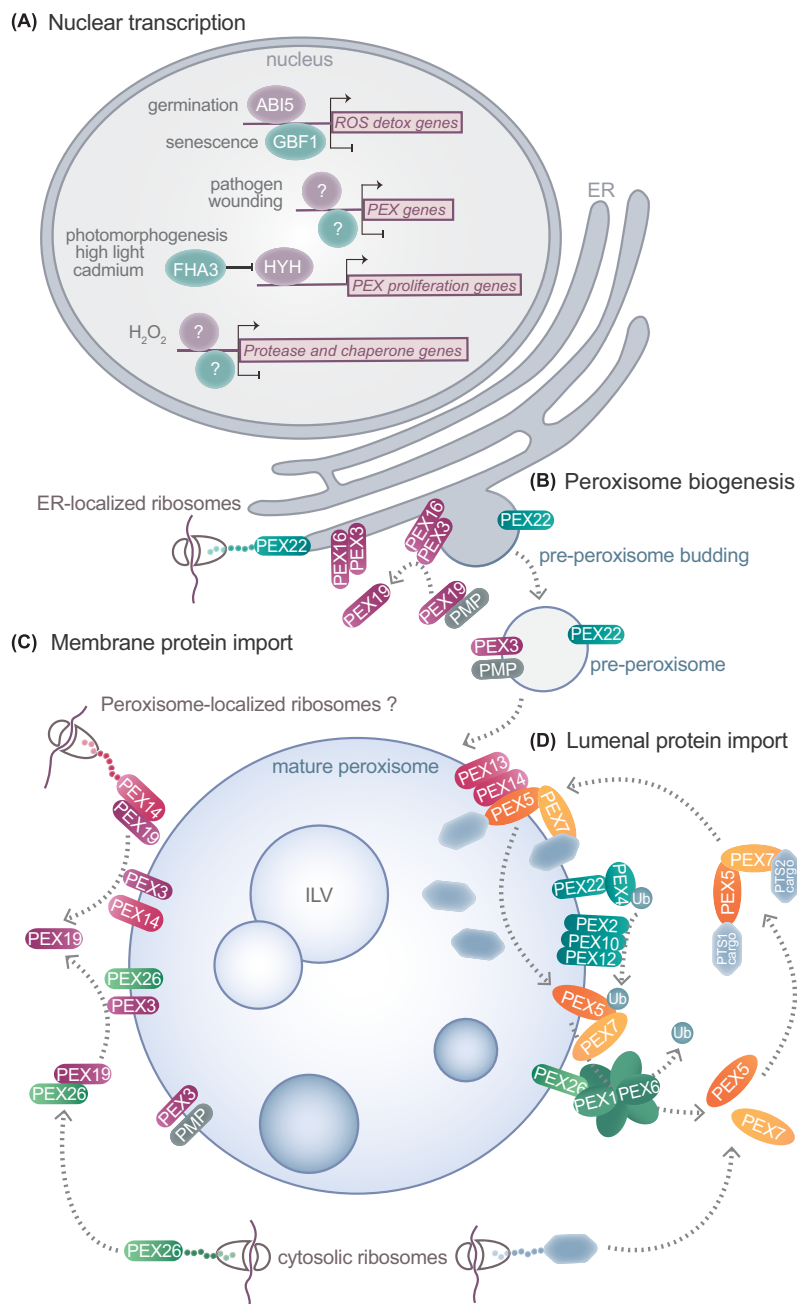 (A) Nuclear transcription
nucleus
germination
ABI5
ROS detox genes
senescence
GBF1
pathogen
wounding
?
PEX genes
?
photomorphogenesis
high light
cadmium
FHA3
HYH
PEX proliferation genes
H2O2
?
Protease and chaperone genes
?
ER
(B) Peroxisome biogenesis
ER-localized ribosomes
PEX22
PEX16
PEX3
PEX16
PEX3
PEX22
pre-peroxisome budding
PEX19
PEX19
PMP
PEX3
PMP
PEX22
pre-peroxisome
(C) Membrane protein import
Peroxisome-localized ribosomes ?
PEX14
PEX19
PEX3
PEX14
PEX19
PEX26
PEX3
PEX19
PEX26
PEX3
PMP
PEX26
cytosolic ribosomes
mature peroxisome
ILV
(D) Lumenal protein import
PEX13
PEX14
PEX5
PEX7
PEX22
PEX4
Ub
PEX2
PEX10
PEX12
PEX5
Ub
PEX7
PEX26
PEX1
PEX6
Ub
PEX5
PEX7
PEX5
PEX7
PTS2
cargo
PTS1
cargo